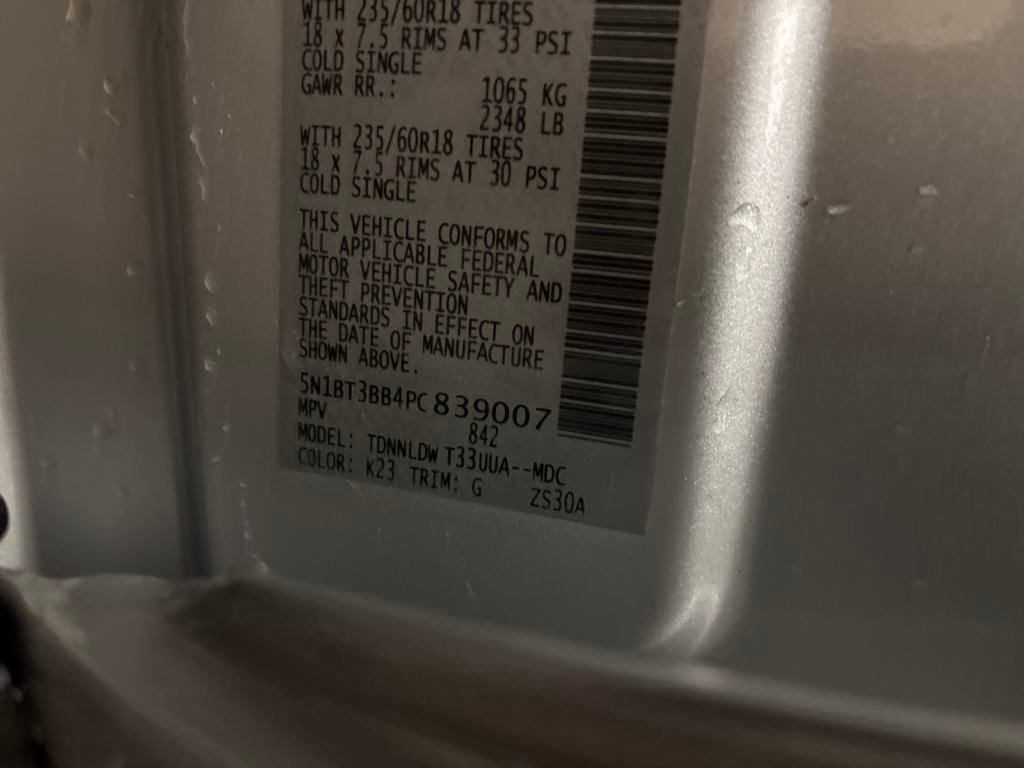 WITH 235/60R18 TIRES
18 x 7.5 RIMS AT 33 PSI
COLD SINGLE
GAWR RR.: 1065 KG
2348 LB
WITH 235/60R18 TIRES
18 x 7.5 RIMS AT 30 PSI
COLD SINGLE
THIS VEHICLE CONFORMS TO
ALL APPLICABLE FEDERAL
MOTOR VEHICLE SAFETY AND
THEFT PREVENTION
STANDARDS IN EFFECT ON
THE DATE OF MANUFACTURE
SHOWN ABOVE.
5N1BT3BB4PC839007
MPV 842
MODEL: TDNNLDW T33UUA--MDC
COLOR: K23 TRIM: G ZS30A